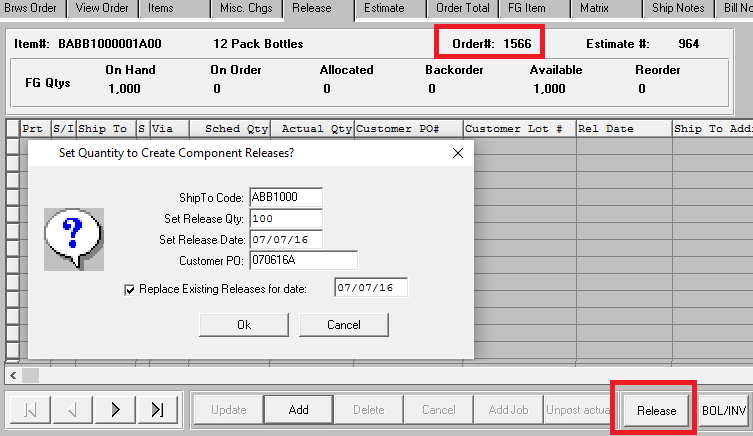 Brws Order View Order Items Misc. Chgs Release Estimate Order Total FG Item Matrix Ship Notes Bill No
Item#: BABB1000001A00 12 Pack Bottles Order#: 1566 Estimate #: 964
On Hand On Order Allocated Backorder Available Reorder
FG Qtys 1,000 0 0 0 1,000 0
Prt S/I Ship To S Via Sched Qty Actual Qty Customer PO# Customer Lot # Rel Date Ship To Addr
Set Quantity to Create Component Releases?
ShipTo Code: ABB1000
Set Release Qty: 100
Set Release Date: 07/07/16
Customer PO: 070616A
Replace Existing Releases for date: 07/07/16
Ok Cancel
Update Add Delete Cancel Add Job Unpost actual Release BOL/INV